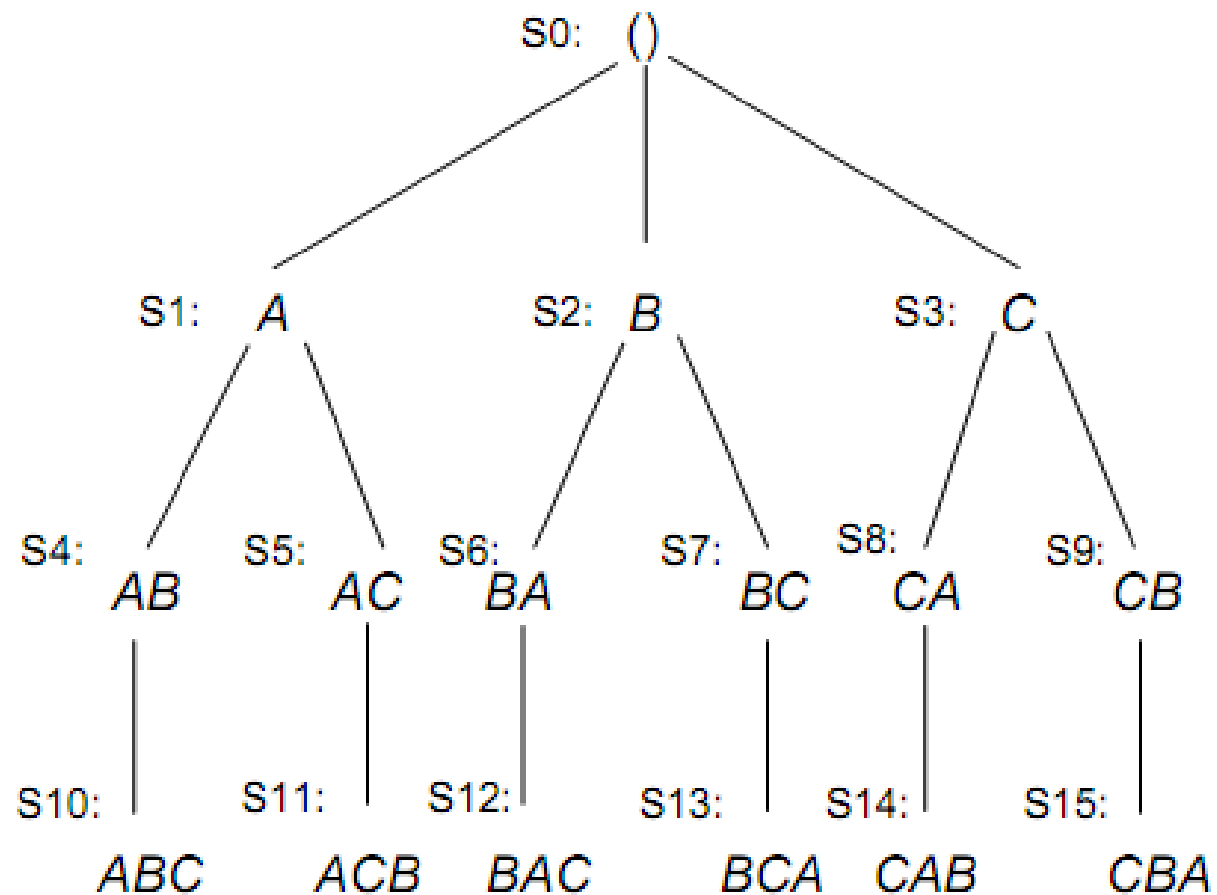 S0: ()
S1: A S2: B S3: C
S4: S5: S6: S7: S8: S9:
AB AC BA BC CA CB
S10: S11: S12: S13: S14: S15:
ABC ACB BAC BCA CAB CBA